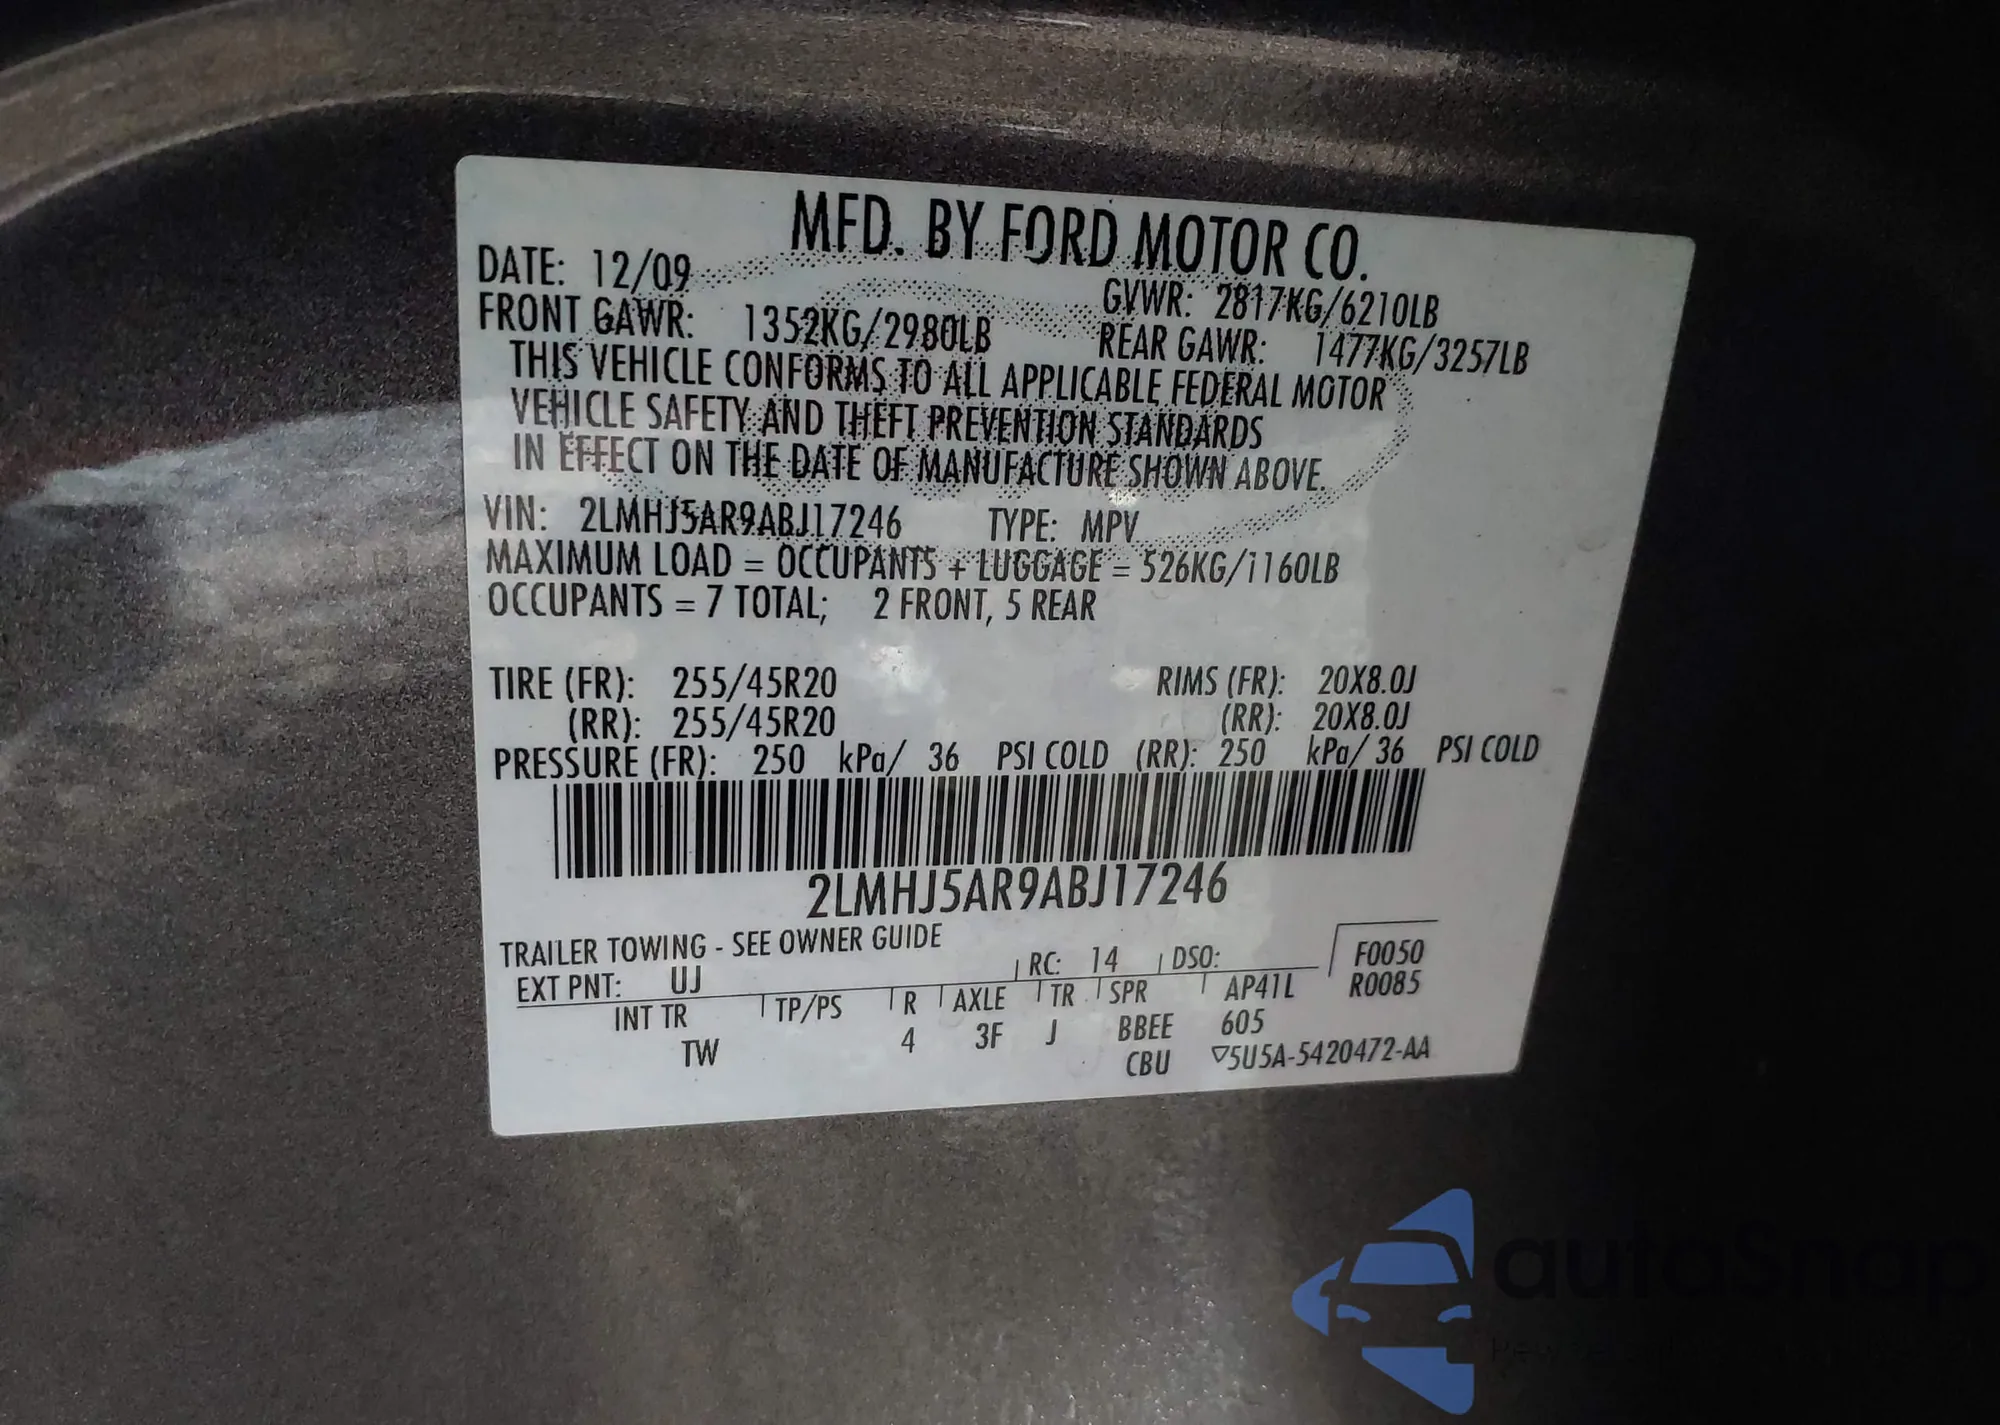 MFD. BY FORD MOTOR CO.
DATE: 12/09 GVWR: 2817KG/6210LB
FRONT GAWR: 1352KG/2980LB REAR GAWR: 1477KG/3257LB
THIS VEHICLE CONFORMS TO ALL APPLICABLE FEDERAL MOTOR
VEHICLE SAFETY AND THEFT PREVENTION STANDARDS
IN EFFECT ON THE DATE OF MANUFACTURE SHOWN ABOVE.
VIN: 2LMHJ5AR9ABJ17246 TYPE: MPV
MAXIMUM LOAD = OCCUPANTS + LUGGAGE = 526KG/1160LB
OCCUPANTS = 7 TOTAL; 2 FRONT, 5 REAR
TIRE (FR): 255/45R20 RIMS (FR): 20X8.0J
(RR): 255/45R20 (RR): 20X8.0J
PRESSURE (FR): 250 kPa/ 36 PSI COLD (RR): 250 kPa/ 36 PSI COLD
2LMHJ5AR9ABJ17246
TRAILER TOWING - SEE OWNER GUIDE
EXT PNT: UJ RC: 14 DSO: F0050
R0085
INT TR TP/PS R AXLE TR SPR AP41L
TW 4 3F J BBEE 605
CBU ▽5U5A-5420472-AA
autosnap